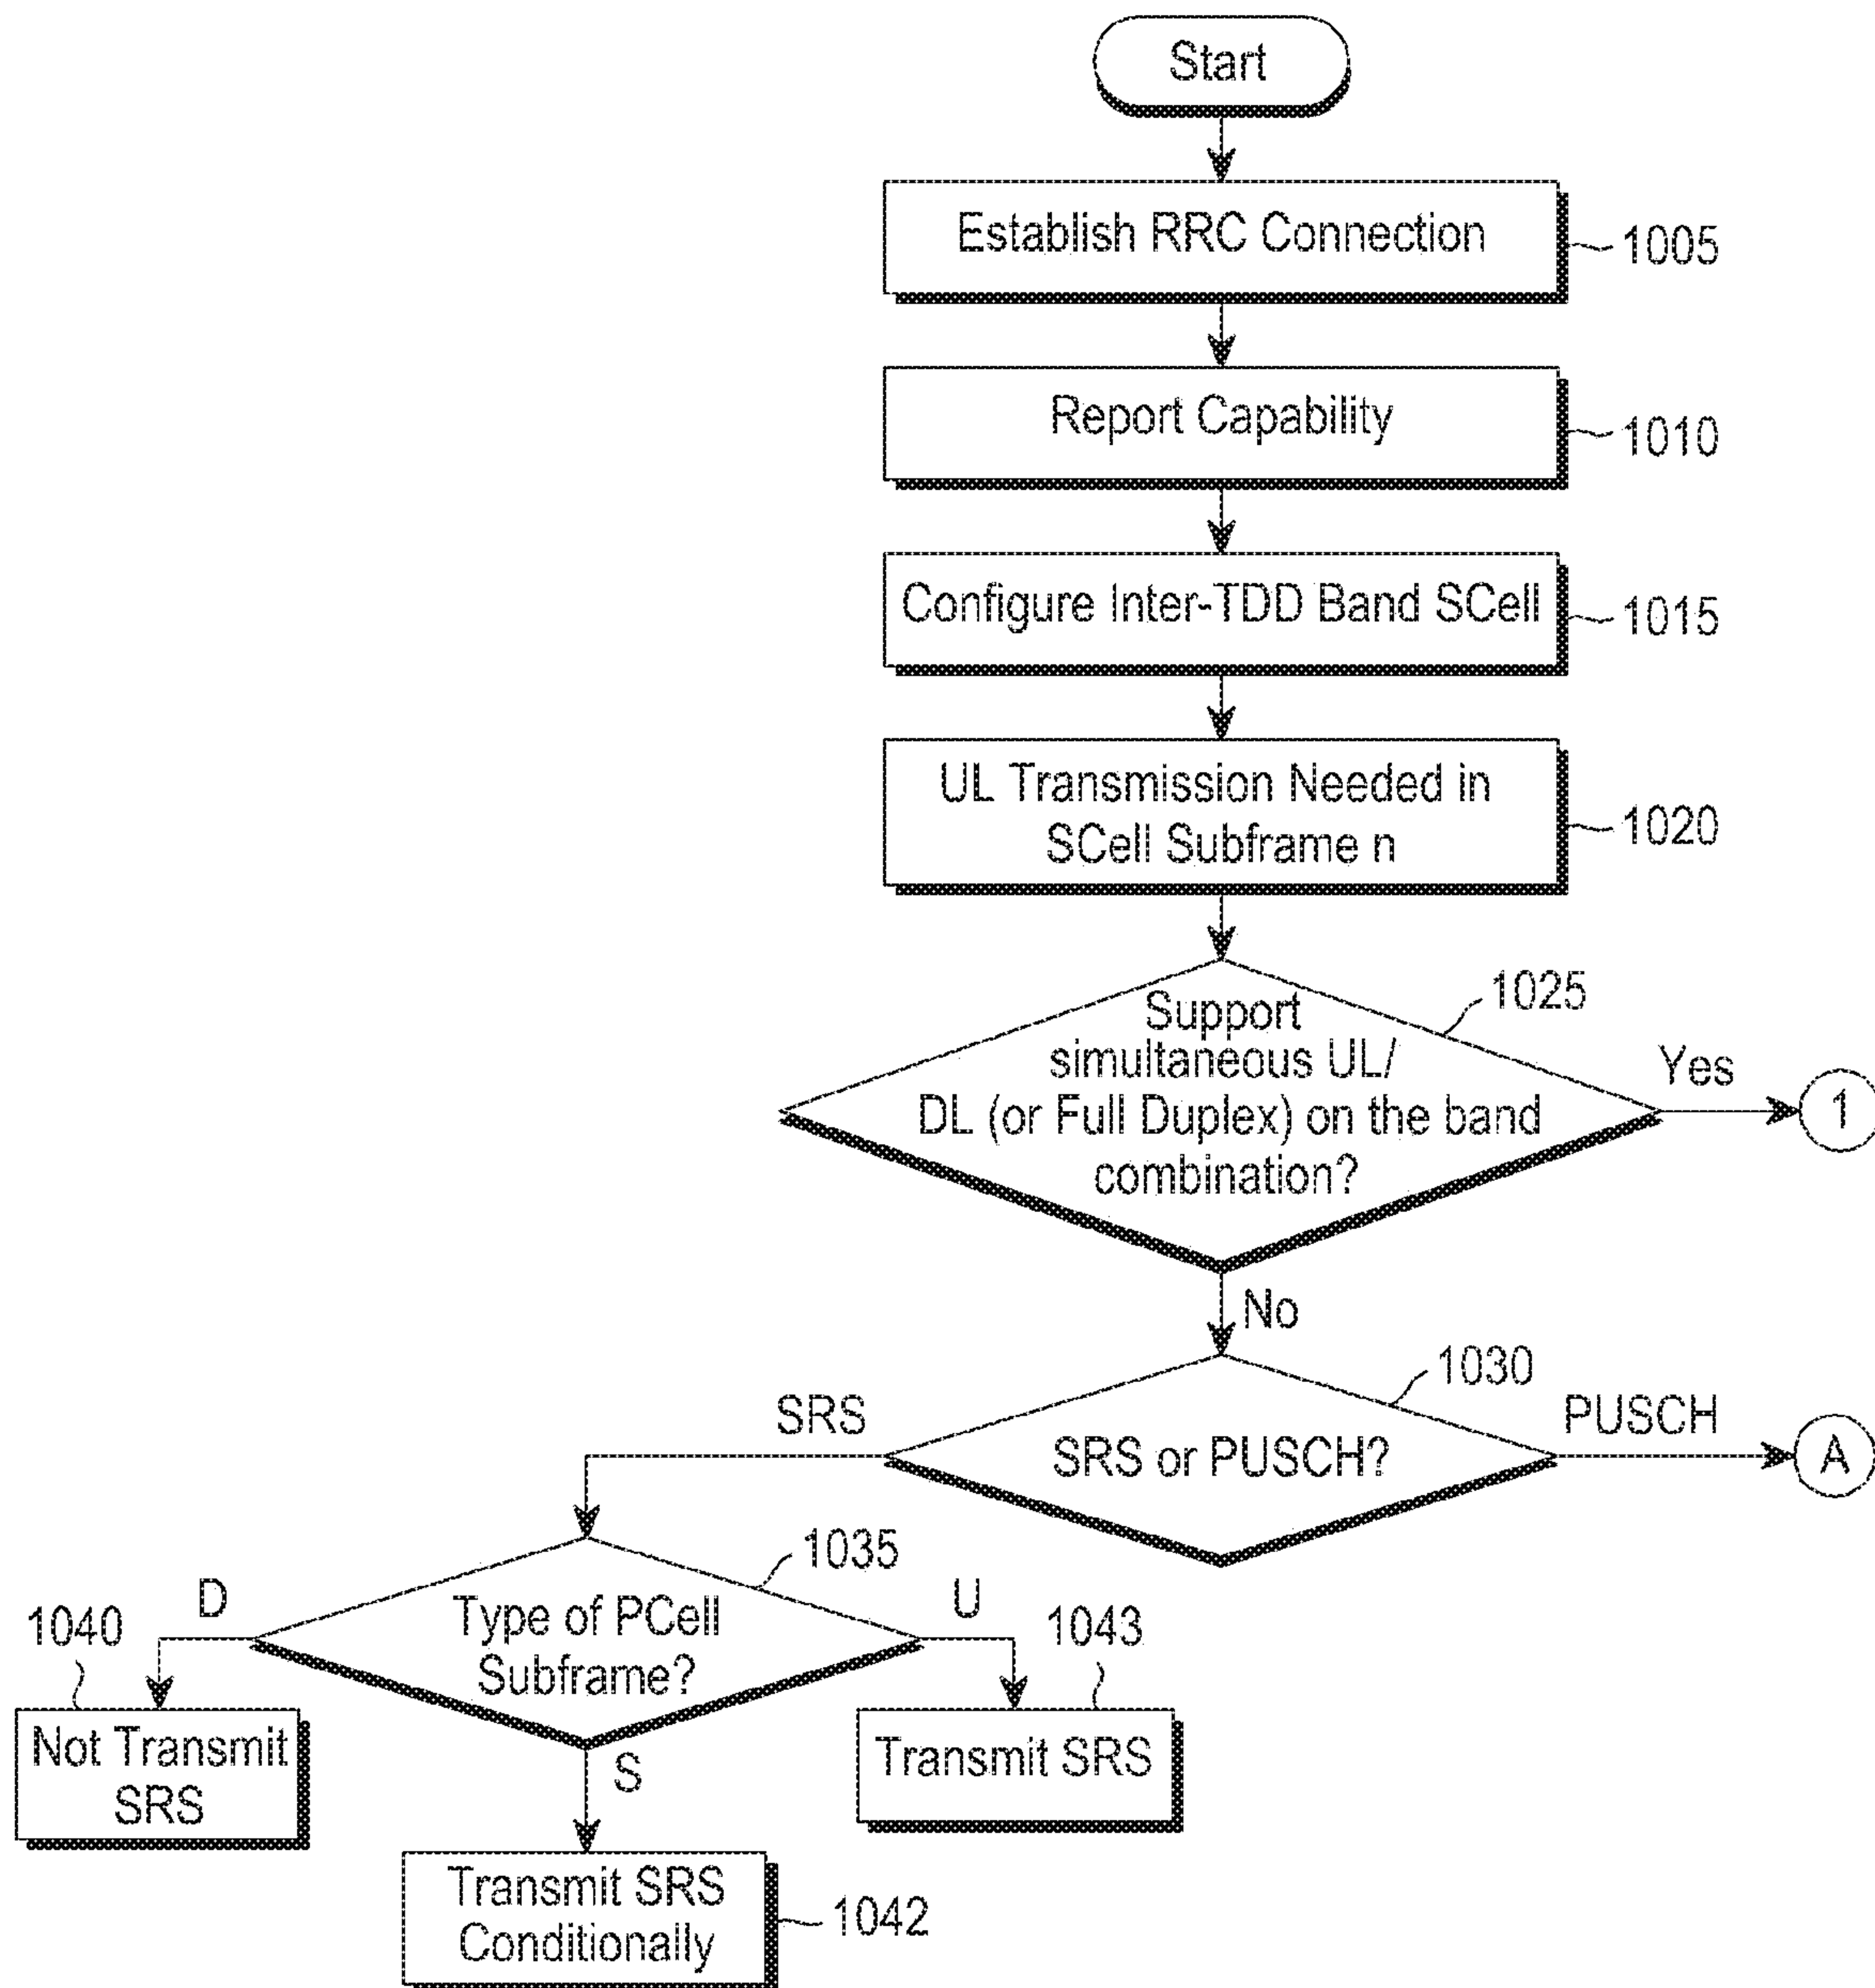 Start
Establish RRC Connection
1005
Report Capability
1010
Configure Inter-TDD Band SCell
1015
UL Transmission Needed in
SCell Subframe n
1020
1025
Support
simultaneous UL/
DL (or Full Duplex) on the band
combination?
Yes
1
No
1030
SRS
PUSCH
SRS or PUSCH?
A
1035
D
U
Type of PCell
Subframe?
1040
1043
Not Transmit
SRS
S
Transmit SRS
Transmit SRS
Conditionally
1042